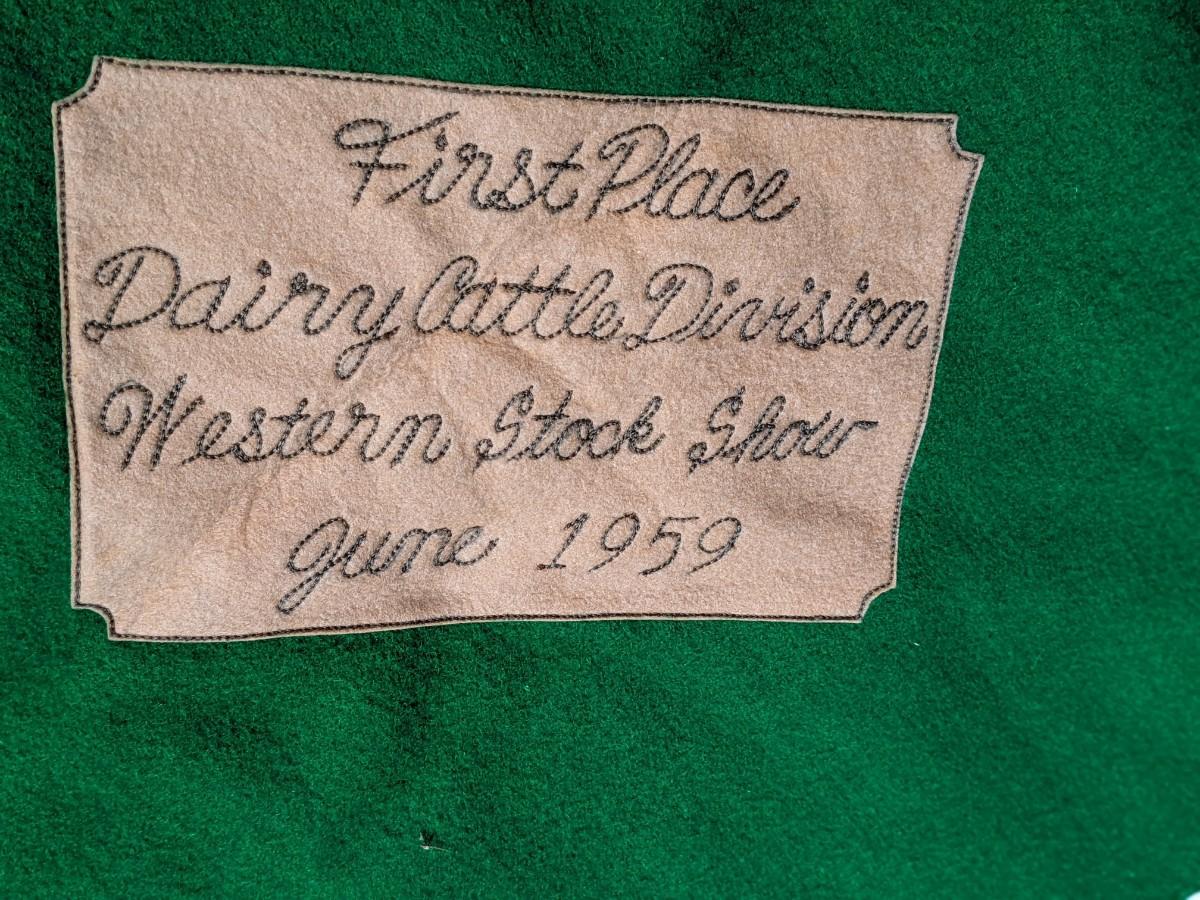 First Place
Dairy Cattle Division
Western Stock Show
June 1959